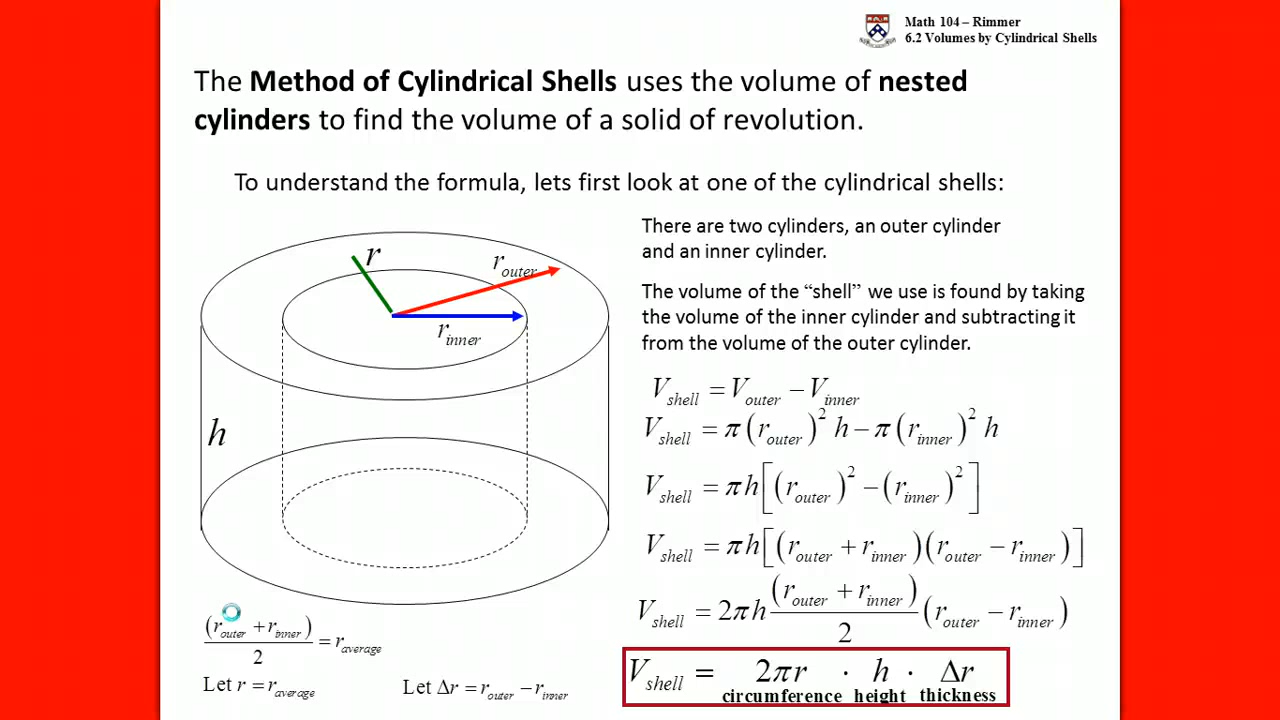 Math 104 – Rimmer
6.2 Volumes by Cylindrical Shells
The Method of Cylindrical Shells uses the volume of nested
cylinders to find the volume of a solid of revolution.
To understand the formula, lets first look at one of the cylindrical shells:
There are two cylinders, an outer cylinder
and an inner cylinder.
The volume of the “shell” we use is found by taking
the volume of the inner cylinder and subtracting it
from the volume of the outer cylinder.
r
r_outer
r_inner
h
V_shell = V_outer − V_inner
V_shell = π(r_outer)² h − π(r_inner)² h
V_shell = πh[(r_outer)² − (r_inner)²]
V_shell = πh[(r_outer + r_inner)(r_outer − r_inner)]
V_shell = 2πh (r_outer + r_inner)/2 (r_outer − r_inner)
V_shell = 2πr · h · Δr
circumference height thickness
(r_outer + r_inner)/2 = r_average
Let r = r_average
Let Δr = r_outer − r_inner